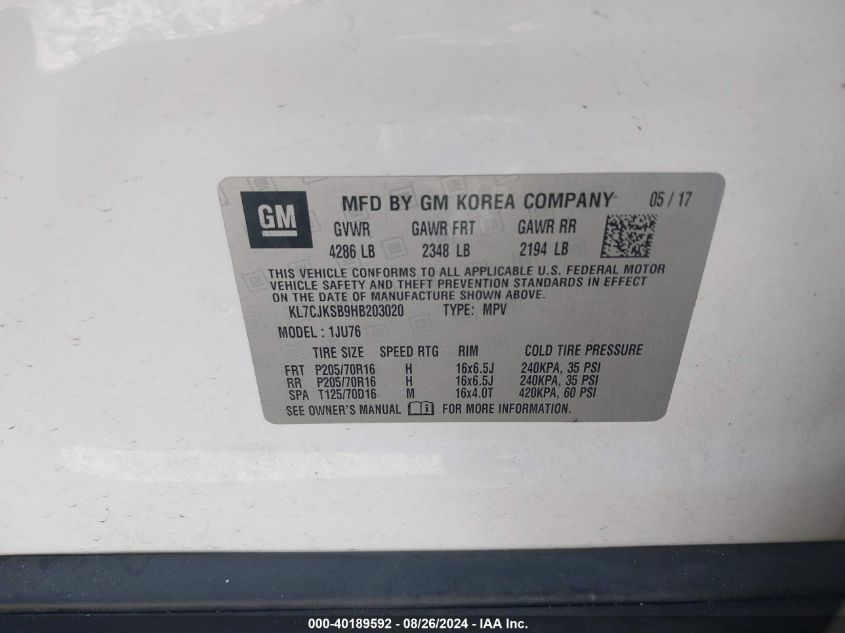 GM MFD BY GM KOREA COMPANY 05 / 17
GVWR GAWR FRT GAWR RR
4286 LB 2348 LB 2194 LB
THIS VEHICLE CONFORMS TO ALL APPLICABLE U.S. FEDERAL MOTOR
VEHICLE SAFETY AND THEFT PREVENTION STANDARDS IN EFFECT
ON THE DATE OF MANUFACTURE SHOWN ABOVE.
KL7CJKSB9HB203020 TYPE: MPV
MODEL : 1JU76
TIRE SIZE SPEED RTG RIM COLD TIRE PRESSURE
FRT P205/70R16 H 16x6.5J 240KPA, 35 PSI
RR P205/70R16 H 16x6.5J 240KPA, 35 PSI
SPA T125/70D16 M 16x4.0T 420KPA, 60 PSI
SEE OWNER'S MANUAL FOR MORE INFORMATION.
000-40189592 - 08/26/2024 - IAA Inc.